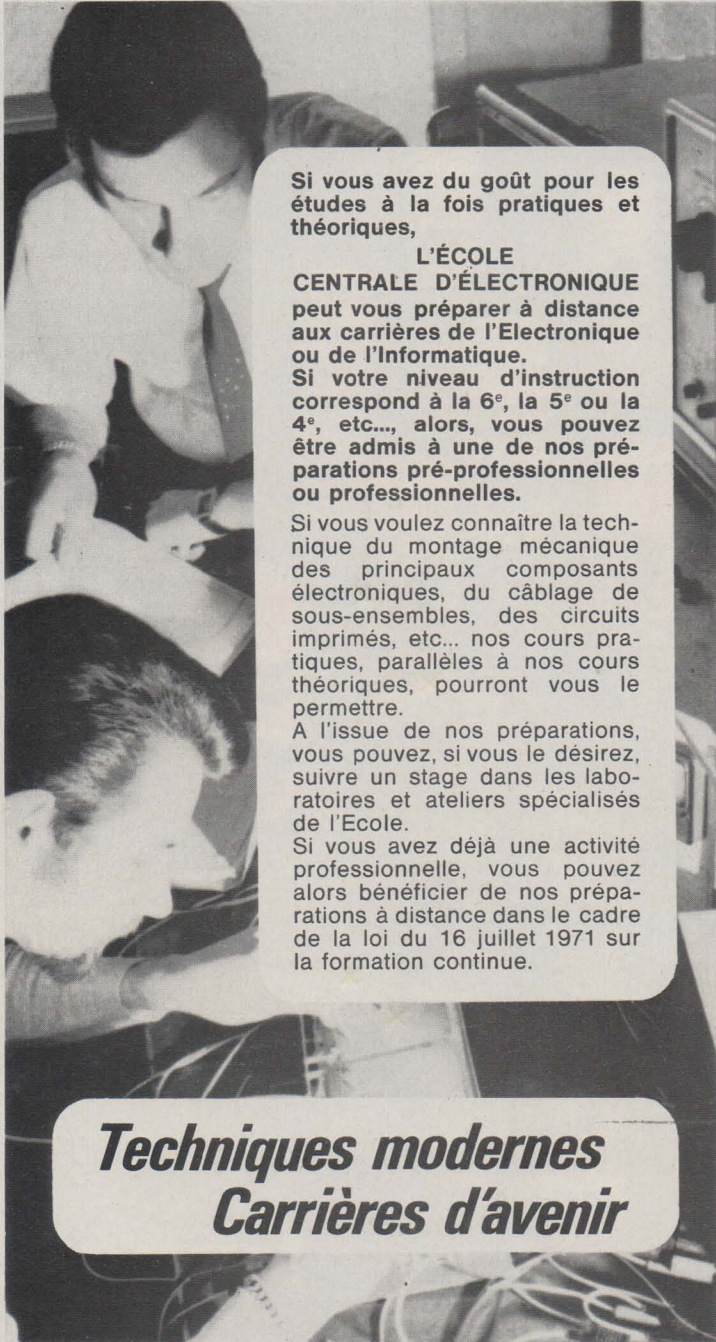 Si vous avez du goût pour les
études à la fois pratiques et
théoriques,
L'ÉCOLE
CENTRALE D'ÉLECTRONIQUE
peut vous préparer à distance
aux carrières de l'Electronique
ou de l'Informatique.
Si votre niveau d'instruction
correspond à la 6e, la 5e ou la
4e, etc..., alors, vous pouvez
être admis à une de nos pré-
parations pré-professionnelles
ou professionnelles.
Si vous voulez connaître la tech-
nique du montage mécanique
des principaux composants
électroniques, du câblage de
sous-ensembles, des circuits
imprimés, etc... nos cours pra-
tiques, parallèles à nos cours
théoriques, pourront vous le
permettre.
A l'issue de nos préparations,
vous pouvez, si vous le désirez,
suivre un stage dans les labo-
ratoires et ateliers spécialisés
de l'Ecole.
Si vous avez déjà une activité
professionnelle, vous pouvez
alors bénéficier de nos prépa-
rations à distance dans le cadre
de la loi du 16 juillet 1971 sur
la formation continue.
Techniques modernes
Carrières d'avenir